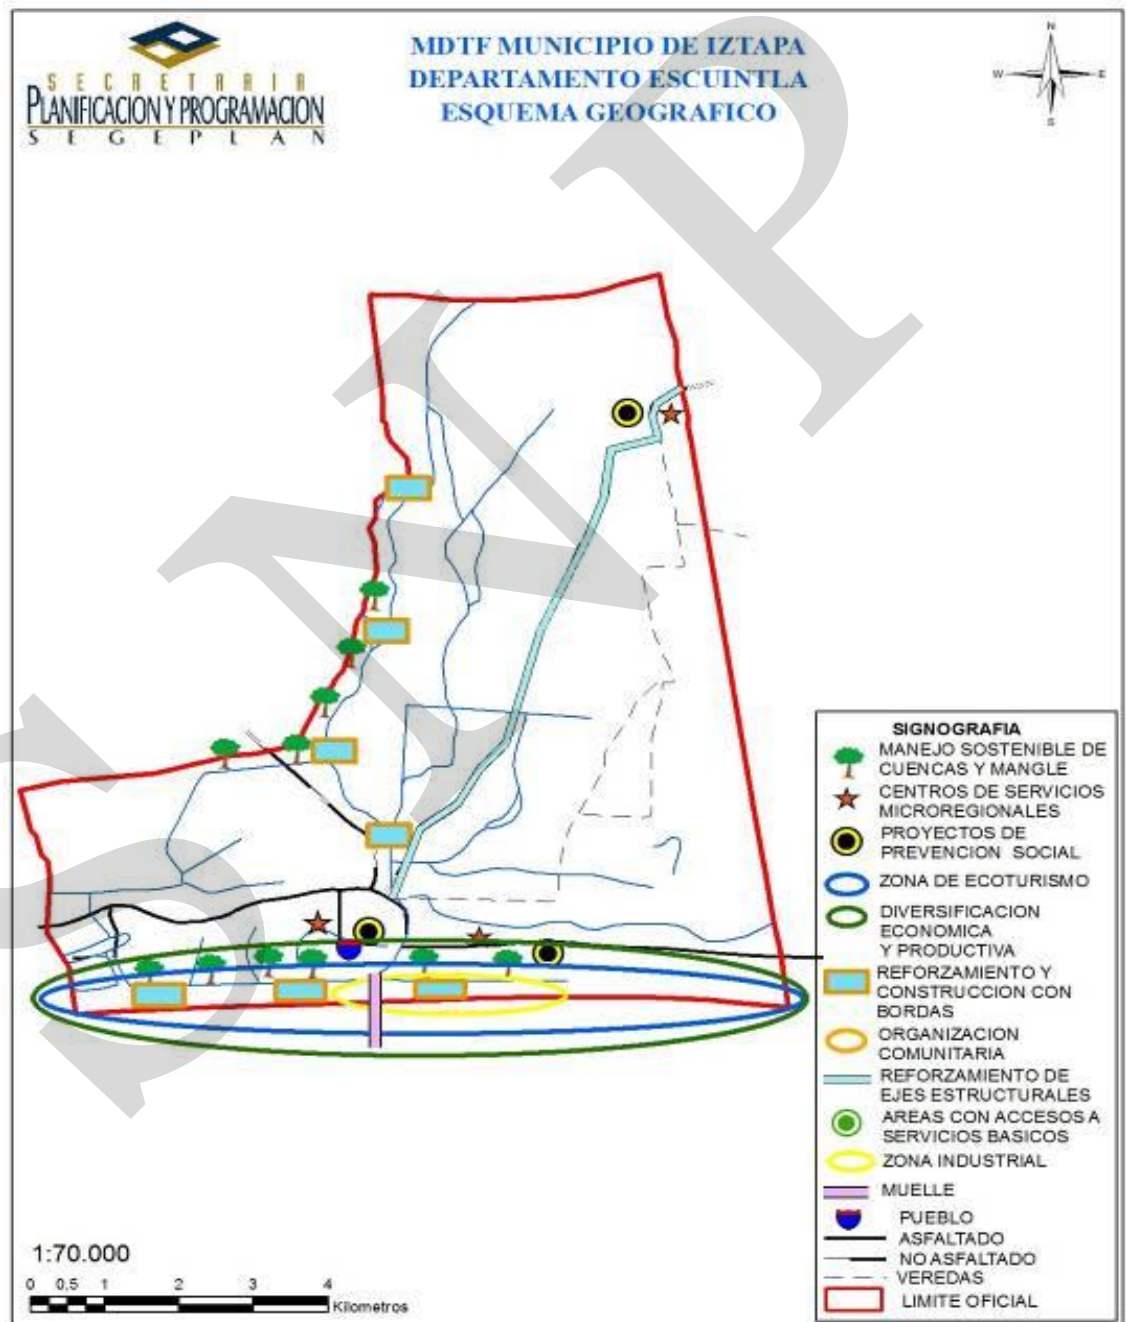 SECRETARIA
PLANIFICACION Y PROGRAMACION
SEGEPLAN
MDTF MUNICIPIO DE IZTAPA
DEPARTAMENTO ESCUINTLA
ESQUEMA GEOGRAFICO
N
W E
S
SNIP
SIGNOGRAFIA
MANEJO SOSTENIBLE DE
CUENCAS Y MANGLE
CENTROS DE SERVICIOS
MICROREGIONALES
PROYECTOS DE
PREVENCION SOCIAL
ZONA DE ECOTURISMO
DIVERSIFICACION
ECONOMICA
Y PRODUCTIVA
REFORZAMIENTO Y
CONSTRUCCION CON
BORDAS
ORGANIZACION
COMUNITARIA
REFORZAMIENTO DE
EJES ESTRUCTURALES
AREAS CON ACCESOS A
SERVICIOS BASICOS
ZONA INDUSTRIAL
MUELLE
PUEBLO
ASFALTADO
NO ASFALTADO
VEREDAS
LIMITE OFICIAL
1:70.000
0 0.5 1 2 3 4
Kilometros